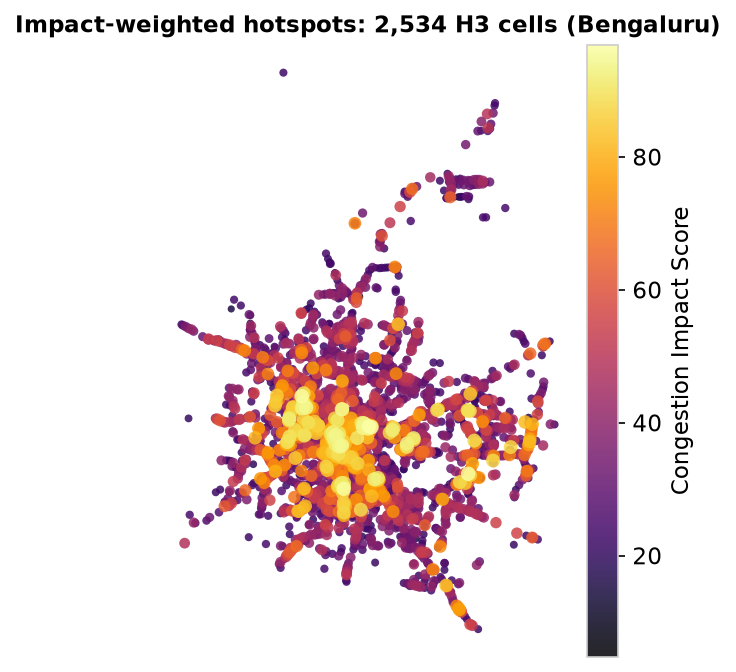 Impact-weighted hotspots: 2,534 H3 cells (Bengaluru)
80
60
40
20
Congestion Impact Score